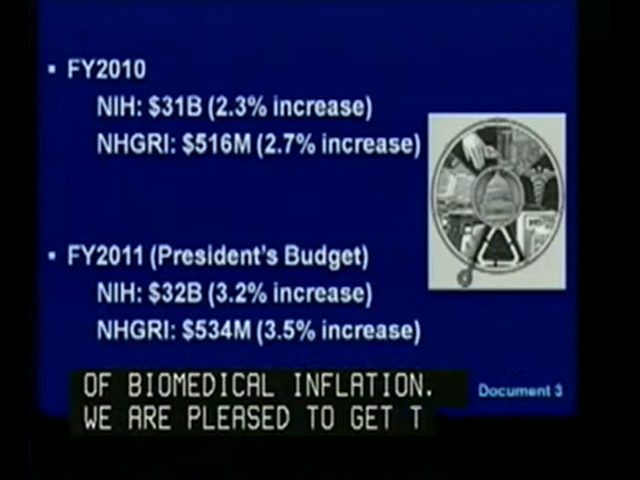 ▪ FY2010
NIH: $31B (2.3% increase)
NHGRI: $516M (2.7% increase)
▪ FY2011 (President's Budget)
NIH: $32B (3.2% increase)
NHGRI: $534M (3.5% increase)
OF BIOMEDICAL INFLATION.
WE ARE PLEASED TO GET T
Document 3